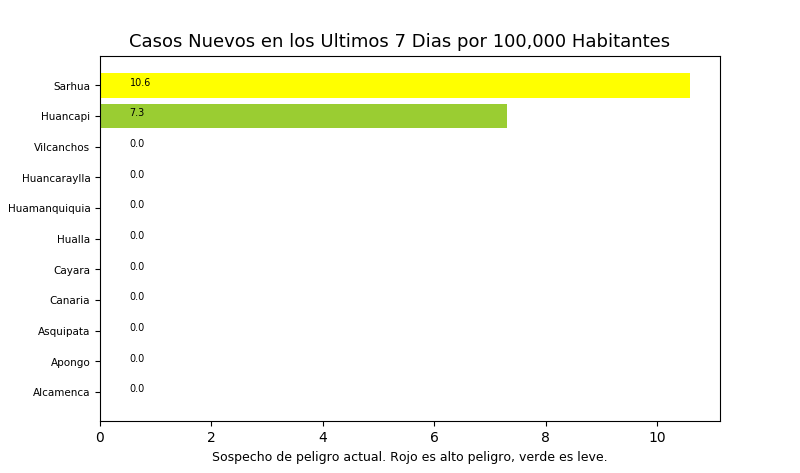 Casos Nuevos en los Ultimos 7 Dias por 100,000 Habitantes
Sarhua 10.6
Huancapi 7.3
Vilcanchos 0.0
Huancaraylla 0.0
Huamanquiquia 0.0
Hualla 0.0
Cayara 0.0
Canaria 0.0
Asquipata 0.0
Apongo 0.0
Alcamenca 0.0
0 2 4 6 8 10
Sospecho de peligro actual. Rojo es alto peligro, verde es leve.